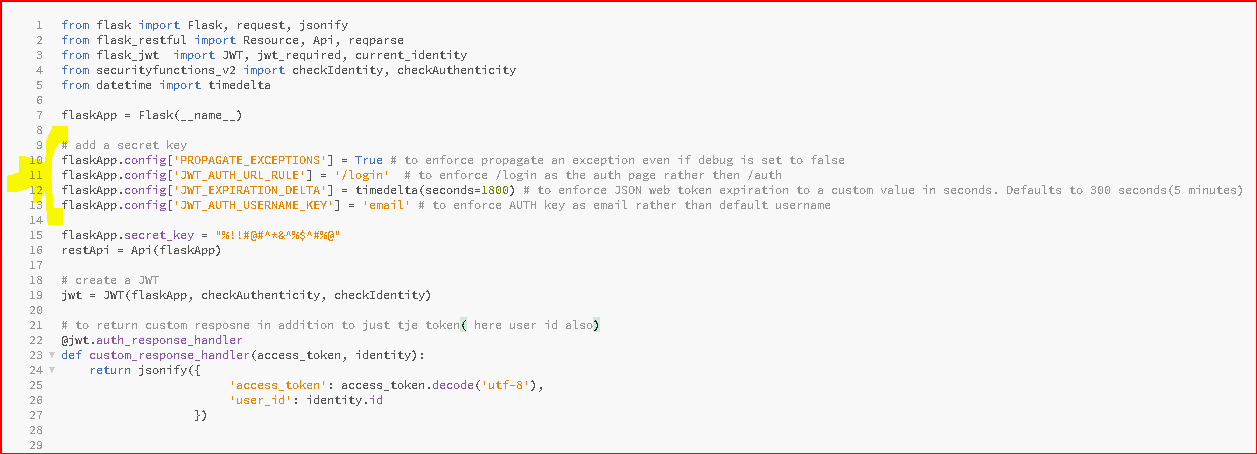 1 from flask import Flask, request, jsonify
2 from flask_restful import Resource, Api, reqparse
3 from flask_jwt  import JWT, jwt_required, current_identity
4 from securityfunctions_v2 import checkIdentity, checkAuthenticity
5 from datetime import timedelta
6
7 flaskApp = Flask(__name__)
8
9 # add a secret key
10 flaskApp.config['PROPAGATE_EXCEPTIONS'] = True # to enforce propagate an exception even if debug is set to false
11 flaskApp.config['JWT_AUTH_URL_RULE'] = '/login'  # to enforce /login as the auth page rather then /auth
12 flaskApp.config['JWT_EXPIRATION_DELTA'] = timedelta(seconds=1800) # to enforce JSON web token expiration to a custom value in seconds. Defaults to 300 seconds(5 minutes)
13 flaskApp.config['JWT_AUTH_USERNAME_KEY'] = 'email' # to enforce AUTH key as email rather than default username
14
15 flaskApp.secret_key = "%!!#@#^*&^%$^#%@"
16 restApi = Api(flaskApp)
17
18 # create a JWT
19 jwt = JWT(flaskApp, checkAuthenticity, checkIdentity)
20
21 # to return custom resposne in addition to just tje token( here user id also)
22 @jwt.auth_response_handler
23 def custom_response_handler(access_token, identity):
24     return jsonify({
25                         'access_token': access_token.decode('utf-8'),
26                         'user_id': identity.id
27                    })
28
29